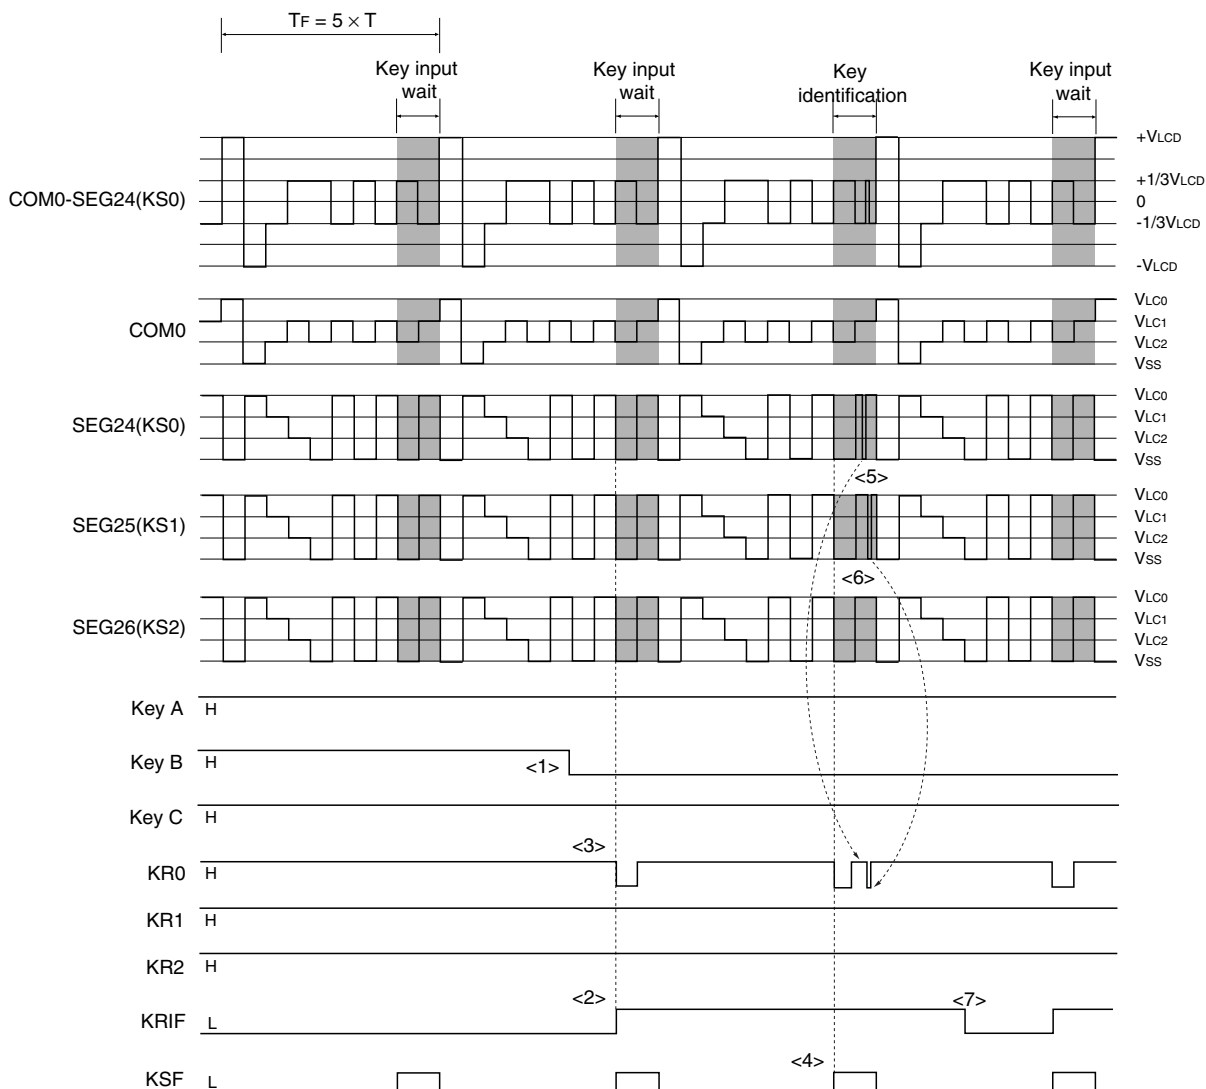 TF = 5 × T
Key input wait
Key input wait
Key identification
Key input wait
COM0-SEG24(KS0)
+VLCD
+1/3VLCD
0
-1/3VLCD
-VLCD
COM0
VLC0
VLC1
VLC2
VSS
SEG24(KS0)
VLC0
VLC1
VLC2
VSS
<5>
SEG25(KS1)
VLC0
VLC1
VLC2
VSS
<6>
SEG26(KS2)
VLC0
VLC1
VLC2
VSS
Key A H
Key B H
<1>
Key C H
<3>
KR0 H
KR1 H
KR2 H
<2>
<7>
KRIF L
<4>
KSF L